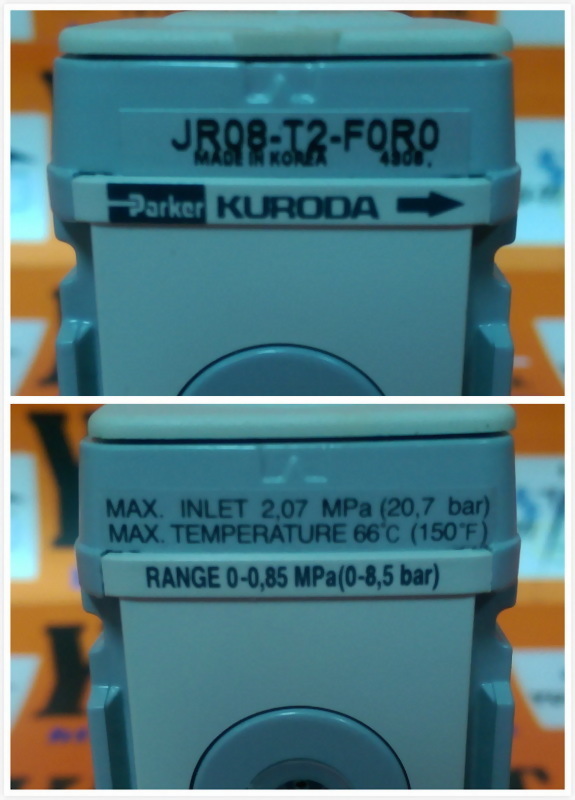 JR08-T2-F0R0
MADE IN KOREA 4808.
Parker KURODA
MAX. INLET 2,07 MPa (20,7 bar)
MAX. TEMPERATURE 66°C (150°F)
RANGE 0-0,85 MPa(0-8,5 bar)